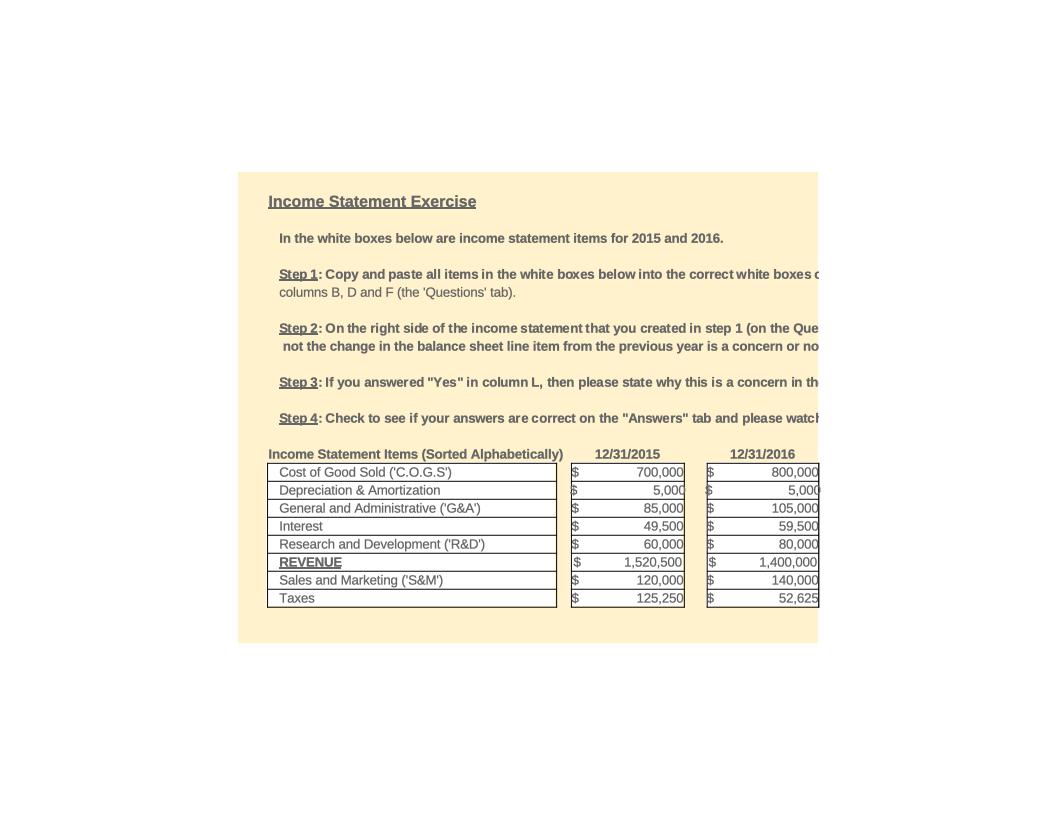 Income Statement Exercise
In the white boxes below are income statement items for 2015 and 2016.
Step 1: Copy and paste all items in the white boxes below into the correct white boxes
columns B, D and F (the 'Questions' tab).
Step 2: On the right side of the income statement that you created in step 1 (on the
not the change in the balance sheet line item from the previous year is a concern or
Step 3: If you answered "Yes" in column L, then please state why this is a concern in
Step 4: Check to see if your answers are correct on the "Answers" tab and please
Income Statement Items (Sorted Alphabetically) 12/31/2015 12/31/2016
Cost of Good Sold ('C.O.G.S') $ 700,000 $ 800,000
Depreciation & Amortization $ 5,000 $ 5,000
General and Administrative ('G&A') $ 85,000 $ 105,000
Interest $ 49,500 $ 59,500
Research and Development ('R&D') $ 60,000 $ 80,000
REVENUE $ 1,520,500 $ 1,400,000
Sales and Marketing ('S&M') $ 120,000 $ 140,000
Taxes $ 125,250 $ 52,625